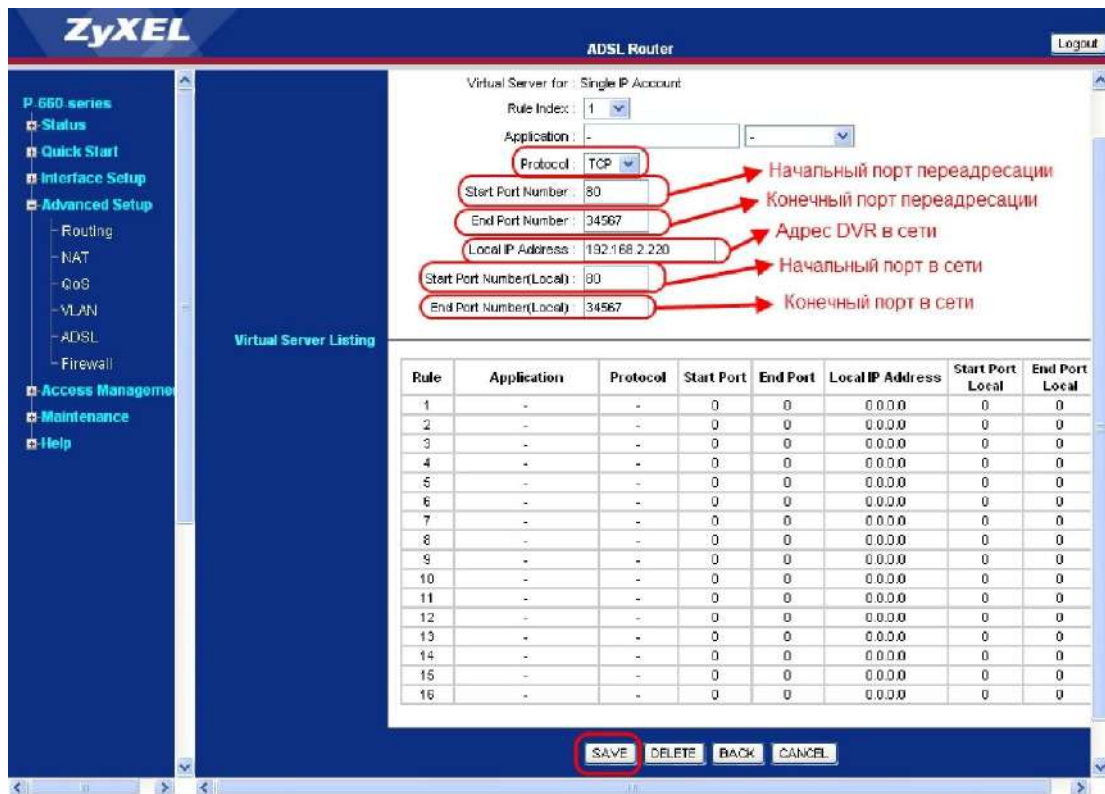 ZyXEL
ADSL Router
Logout
P-660-series
Status
Quick Start
Interface Setup
Advanced Setup
Routing
NAT
QoS
VLAN
ADSL
Firewall
Access Managemen
Maintenance
Help
Virtual Server for : Single IP Account
Rule Index : 1
Application : - -
Protocol : TCP
Start Port Number : 80 Начальный порт переадресации
End Port Number : 34567 Конечный порт переадресации
Local IP Address : 192.168.2.220 Адрес DVR в сети
Start Port Number(Local) : 80 Начальный порт в сети
End Port Number(Local) : 34567 Конечный порт в сети
Virtual Server Listing
Rule Application Protocol Start Port End Port Local IP Address Start Port Local End Port Local
1 - - 0 0 0.0.0.0 0 0
2 - - 0 0 0.0.0.0 0 0
3 - - 0 0 0.0.0.0 0 0
4 - - 0 0 0.0.0.0 0 0
5 - - 0 0 0.0.0.0 0 0
6 - - 0 0 0.0.0.0 0 0
7 - - 0 0 0.0.0.0 0 0
8 - - 0 0 0.0.0.0 0 0
9 - - 0 0 0.0.0.0 0 0
10 - - 0 0 0.0.0.0 0 0
11 - - 0 0 0.0.0.0 0 0
12 - - 0 0 0.0.0.0 0 0
13 - - 0 0 0.0.0.0 0 0
14 - - 0 0 0.0.0.0 0 0
15 - - 0 0 0.0.0.0 0 0
16 - - 0 0 0.0.0.0 0 0
SAVE DELETE BACK CANCEL